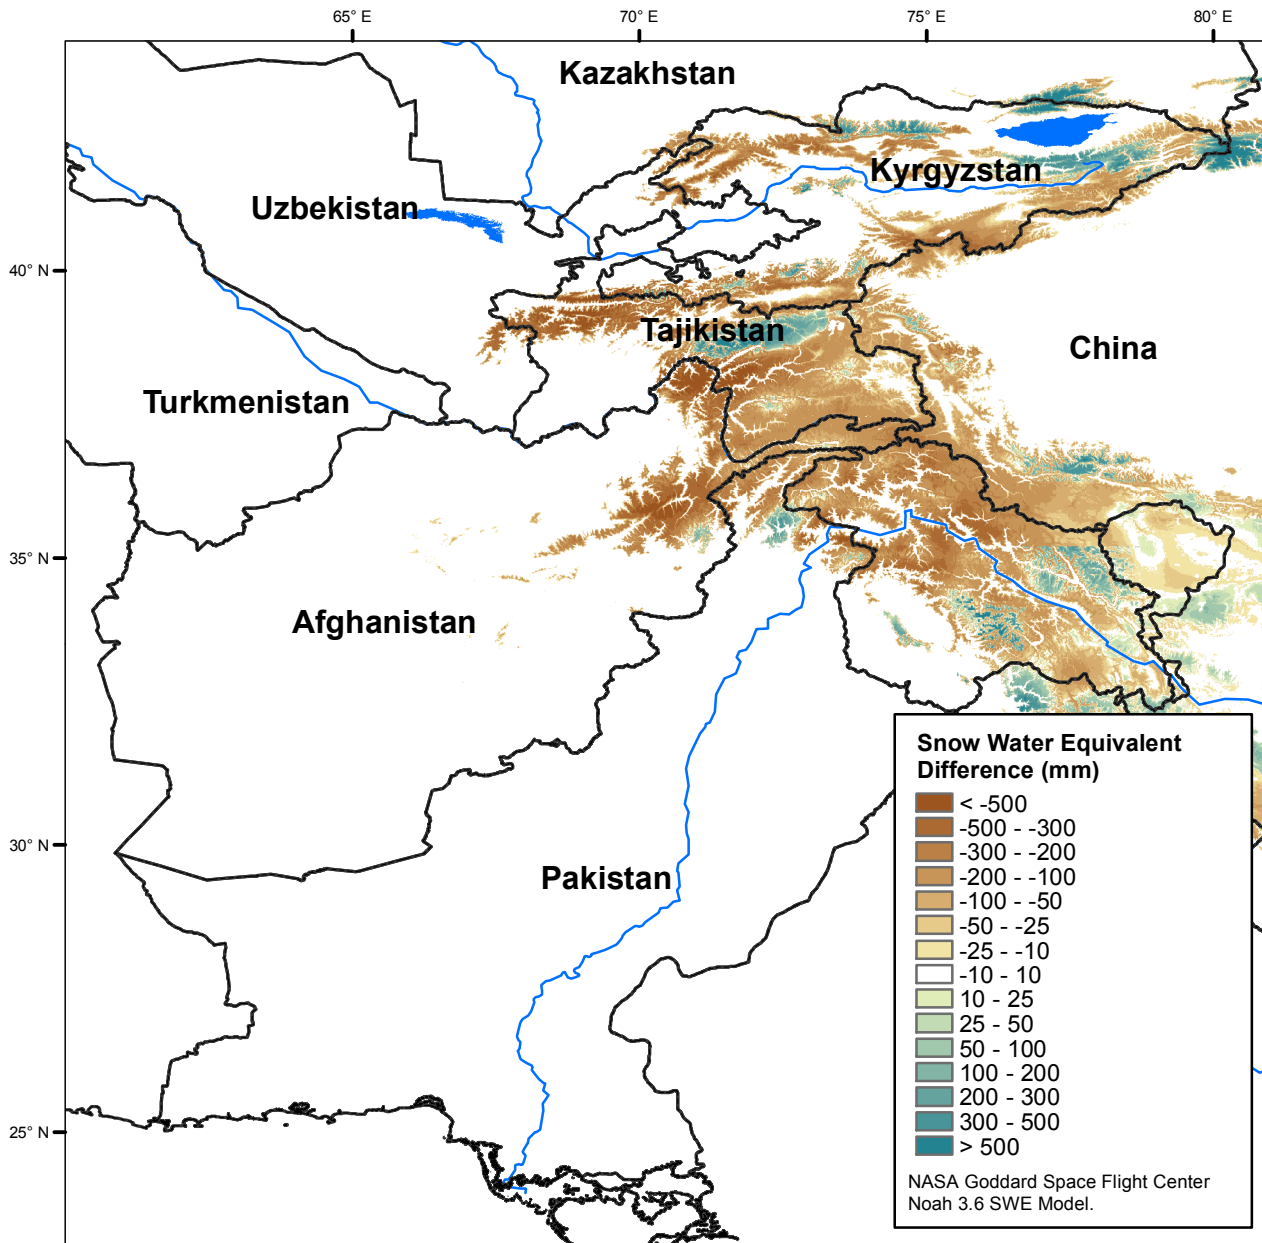 65° E
70° E
75° E
80° E
Kazakhstan
Kyrgyzstan
Uzbekistan
40° N
Tajikistan
China
Turkmenistan
35° N
Afghanistan
30° N
Pakistan
25° N
Snow Water Equivalent
Difference (mm)
< -500
-500 - -300
-300 - -200
-200 - -100
-100 - -50
-50 - -25
-25 - -10
-10 - 10
10 - 25
25 - 50
50 - 100
100 - 200
200 - 300
300 - 500
> 500
NASA Goddard Space Flight Center
Noah 3.6 SWE Model.